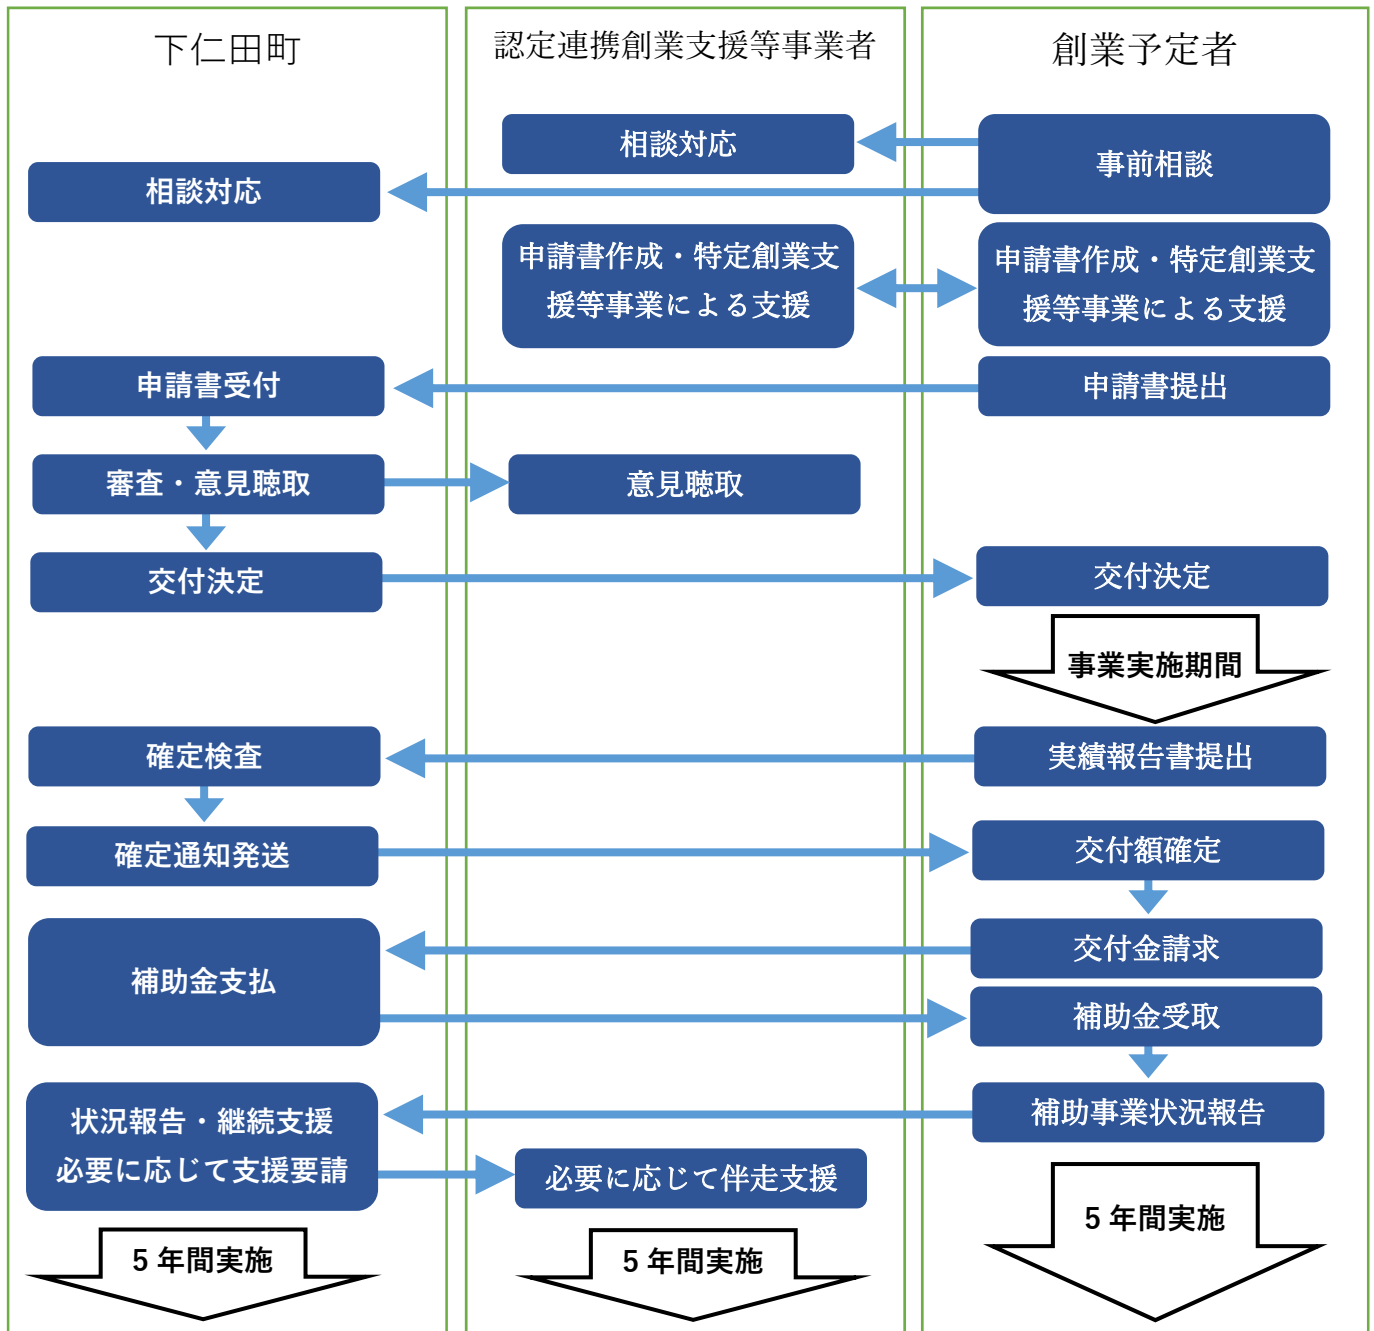 下仁田町
認定連携創業支援等事業者
創業予定者
相談対応
事前相談
相談対応
申請書作成・特定創業支
援等事業による支援
申請書作成・特定創業支
援等事業による支援
申請書受付
申請書提出
審査・意見聴取
意見聴取
交付決定
交付決定
事業実施期間
確定検査
実績報告書提出
確定通知発送
交付額確定
補助金支払
交付金請求
補助金受取
状況報告・継続支援
必要に応じて支援要請
補助事業状況報告
必要に応じて伴走支援
5 年間実施
5 年間実施
5 年間実施